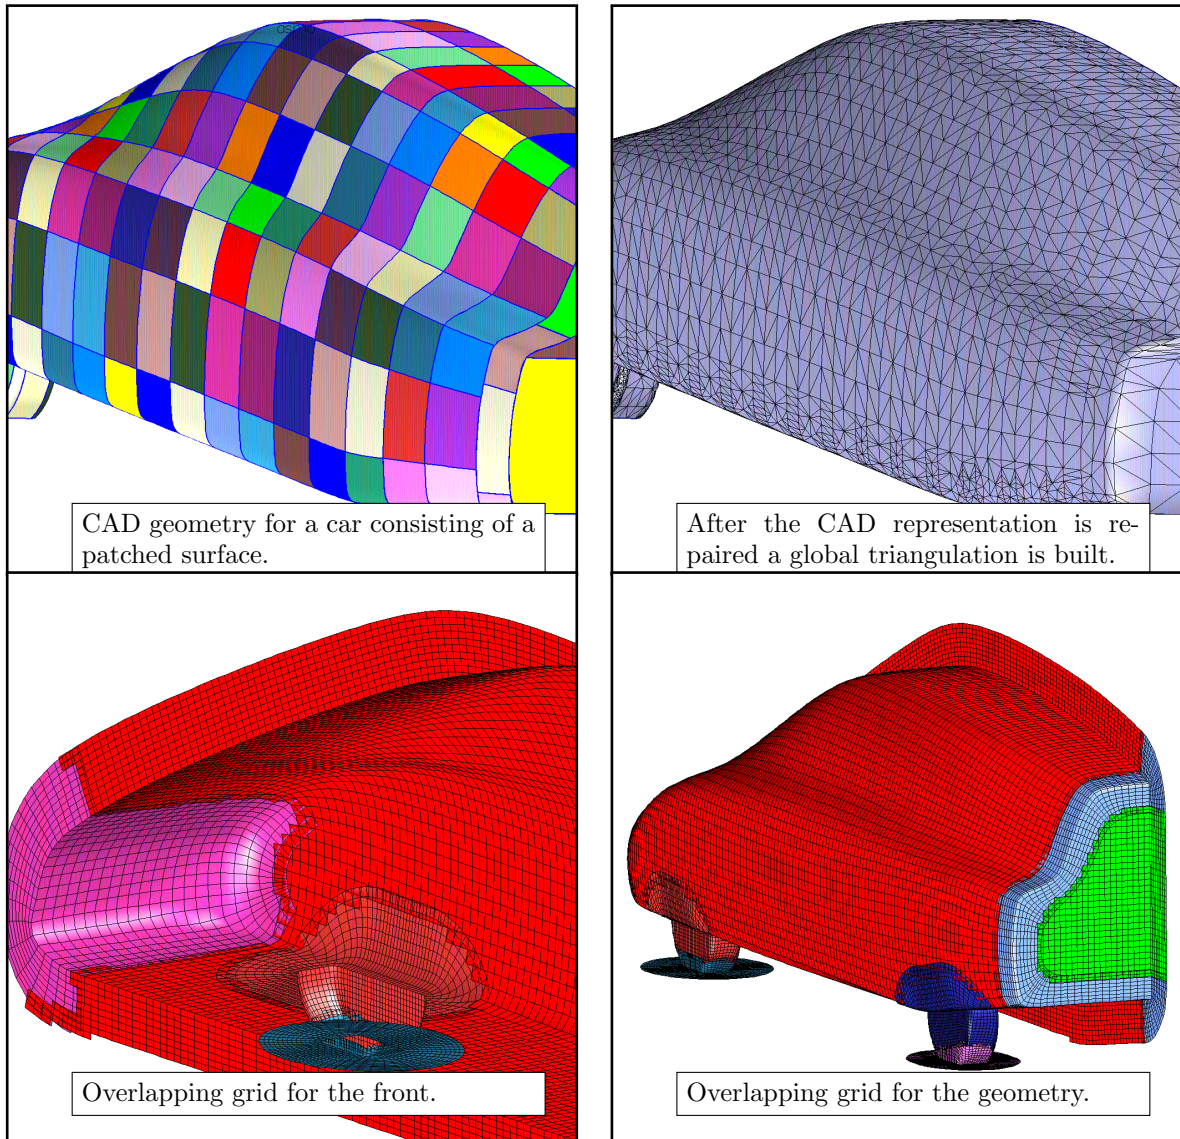 CAD geometry for a car consisting of a
patched surface.
After the CAD representation is re-
paired a global triangulation is built.
Overlapping grid for the front.
Overlapping grid for the geometry.